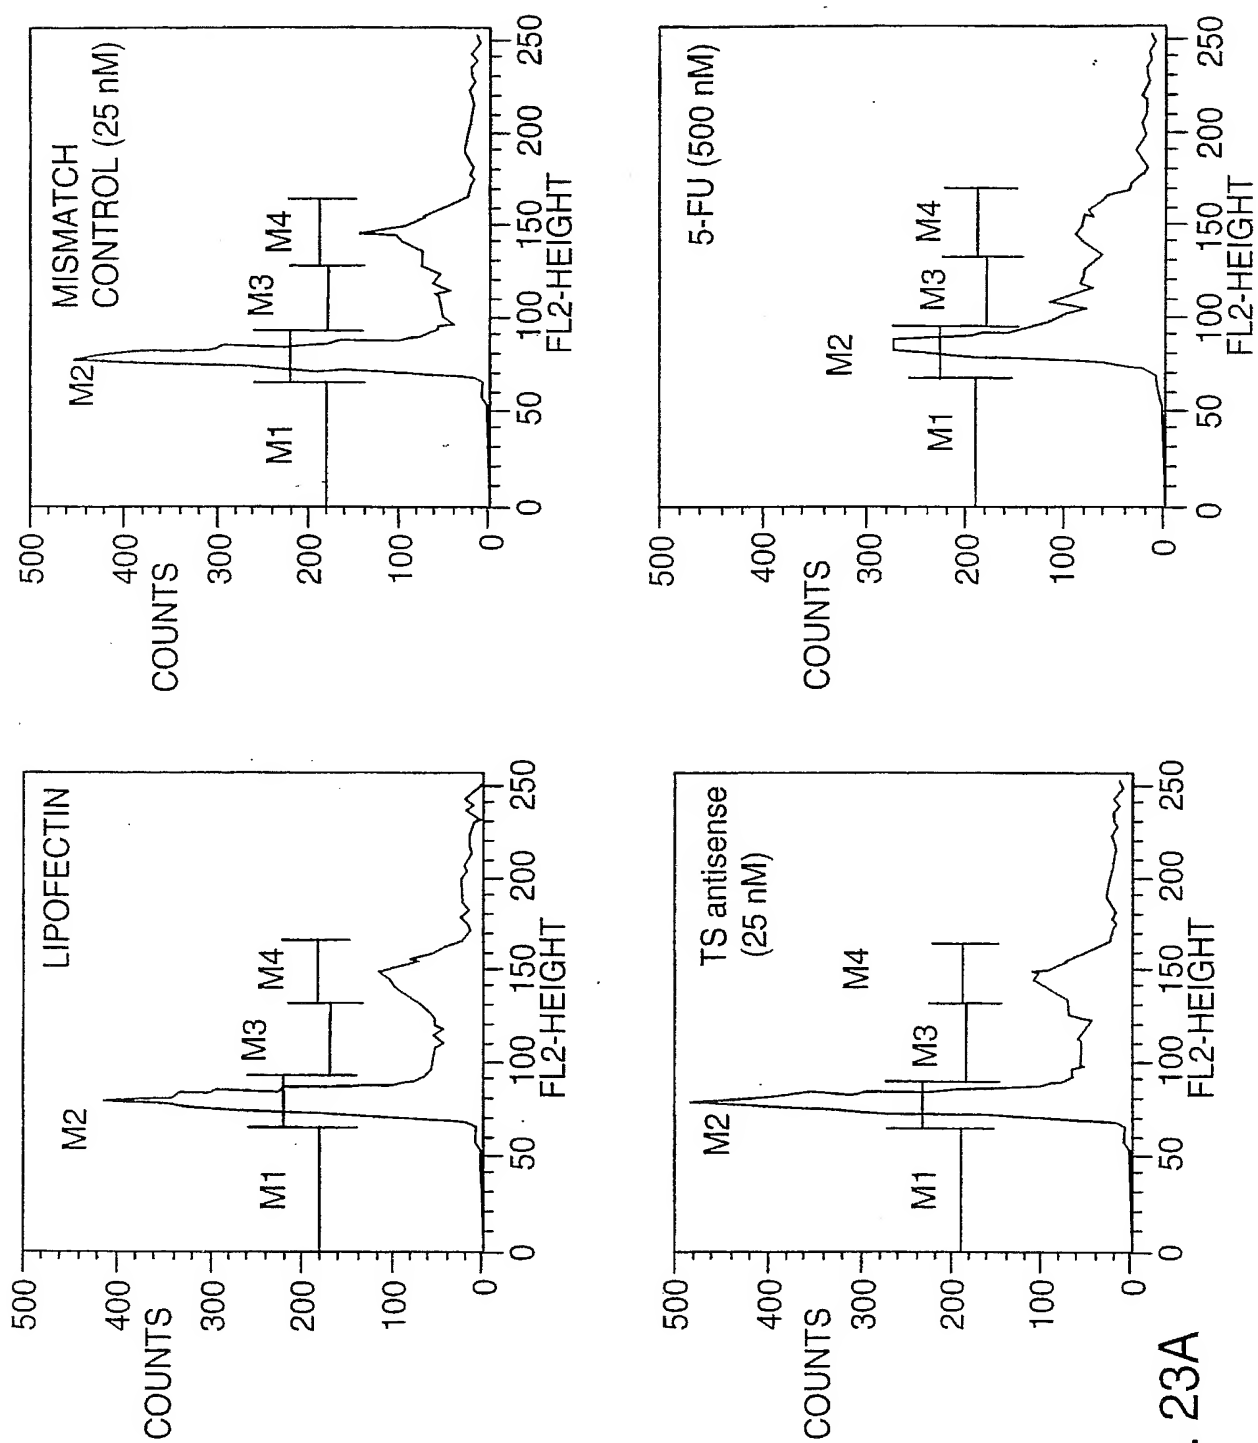 LIPOFECTIN
COUNTS
500
400
300
200
100
0
M1
M2
M3
M4
0 50 100 150 200 250
FL2-HEIGHT
MISMATCH
CONTROL (25 nM)
COUNTS
500
400
300
200
100
0
M1
M2
M3
M4
0 50 100 150 200 250
FL2-HEIGHT
TS antisense
(25 nM)
COUNTS
500
400
300
200
100
0
M1
M2
M3
M4
0 50 100 150 200 250
FL2-HEIGHT
5-FU (500 nM)
COUNTS
500
400
300
200
100
0
M1
M2
M3
M4
0 50 100 150 200 250
FL2-HEIGHT
. 23A